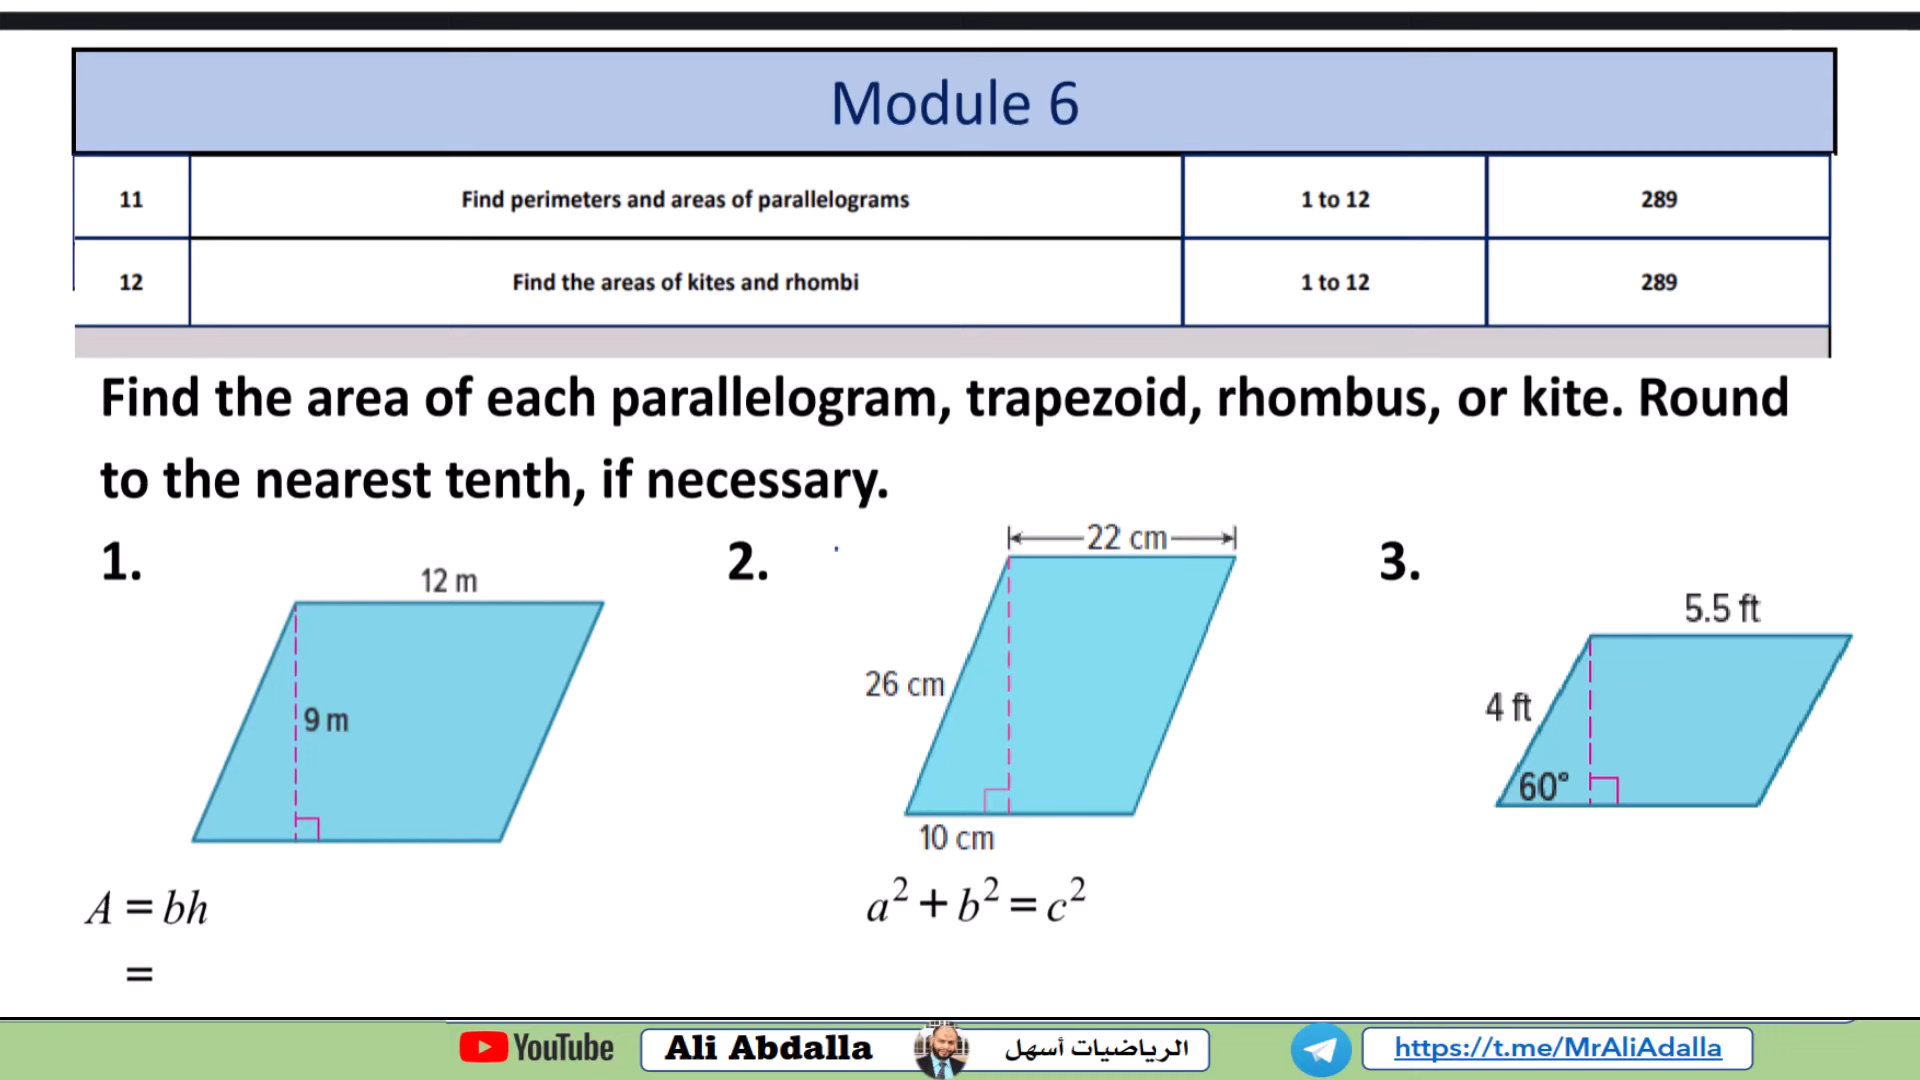 Module 6
11 Find perimeters and areas of parallelograms 1 to 12 289
12 Find the areas of kites and rhombi 1 to 12 289
Find the area of each parallelogram, trapezoid, rhombus, or kite. Round
to the nearest tenth, if necessary.
1.
12 m
9 m
A = bh
=
2.
22 cm
26 cm
10 cm
a² + b² = c²
3.
5.5 ft
4 ft
60°
YouTube Ali Abdalla الرياضيات أسهل https://t.me/MrAliAdalla